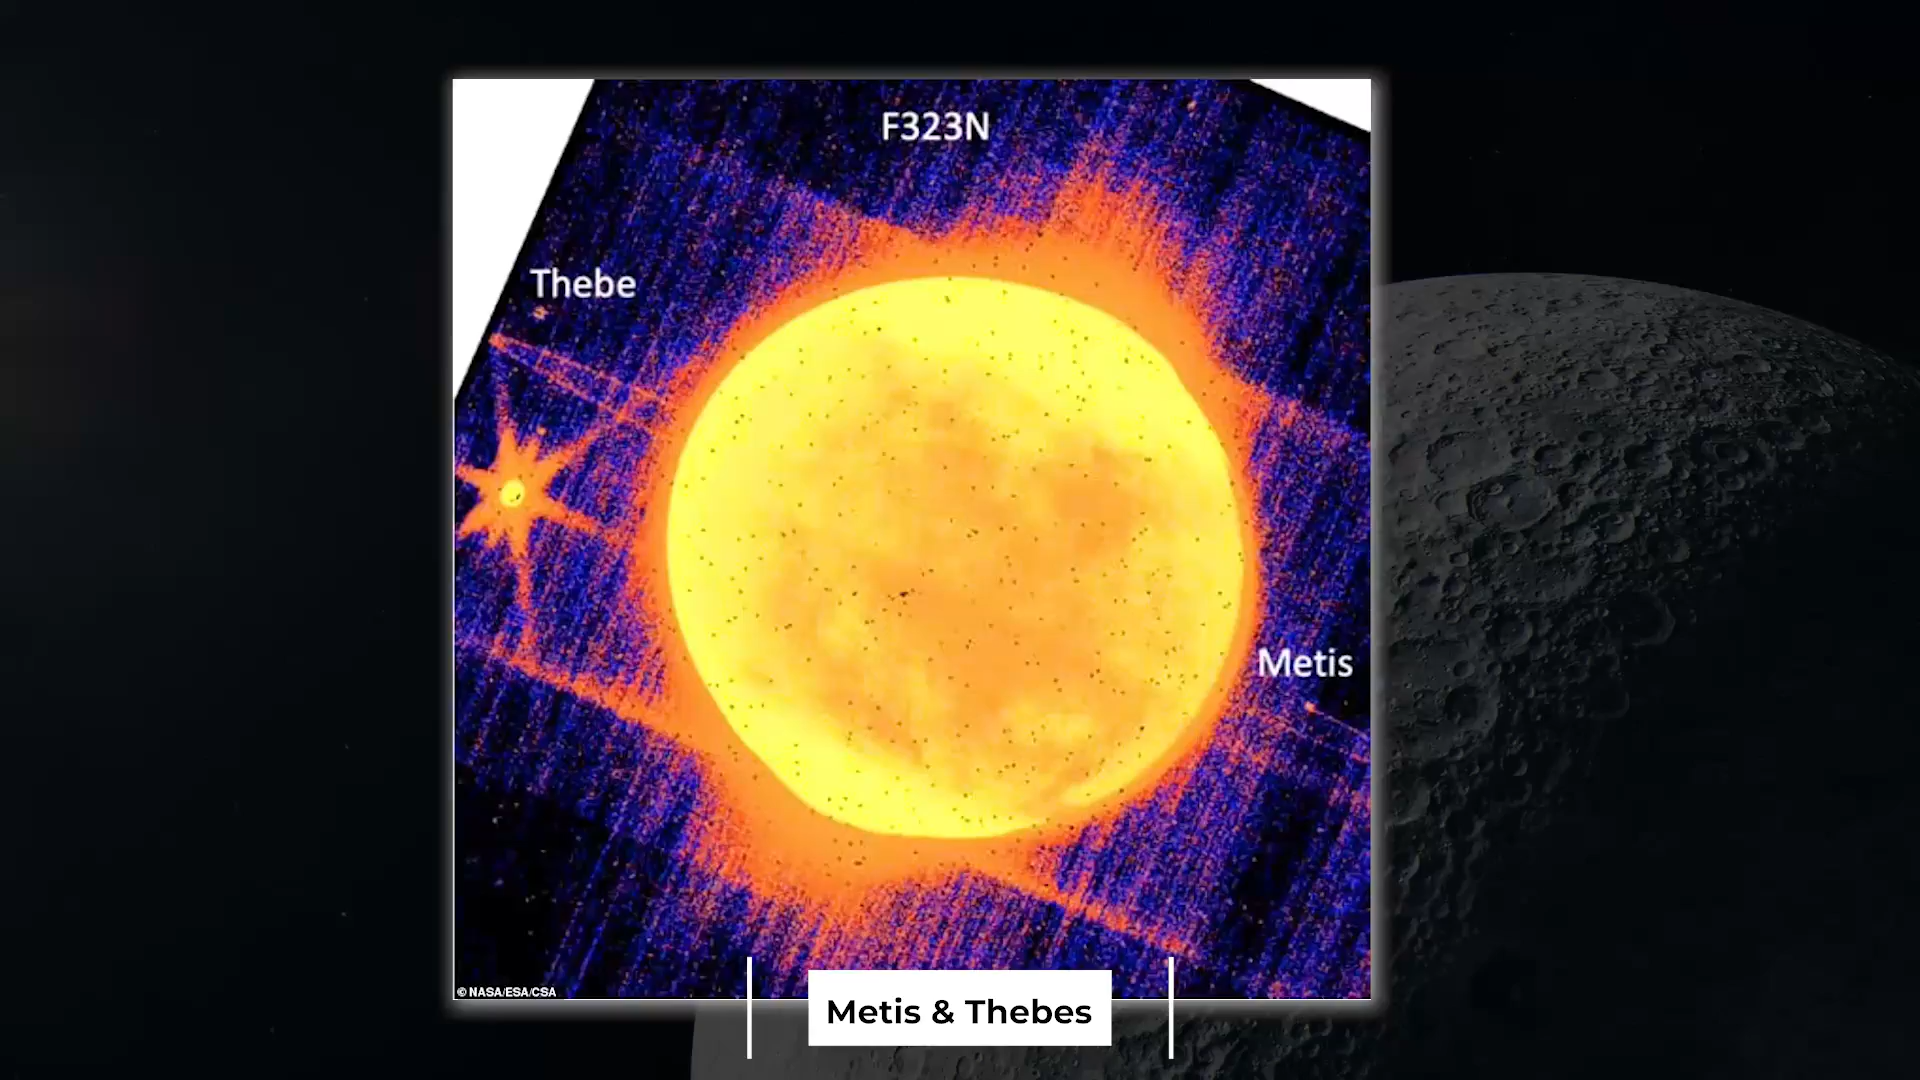 F323N
Thebe
Metis
© NASA/ESA/CSA
Metis & Thebes